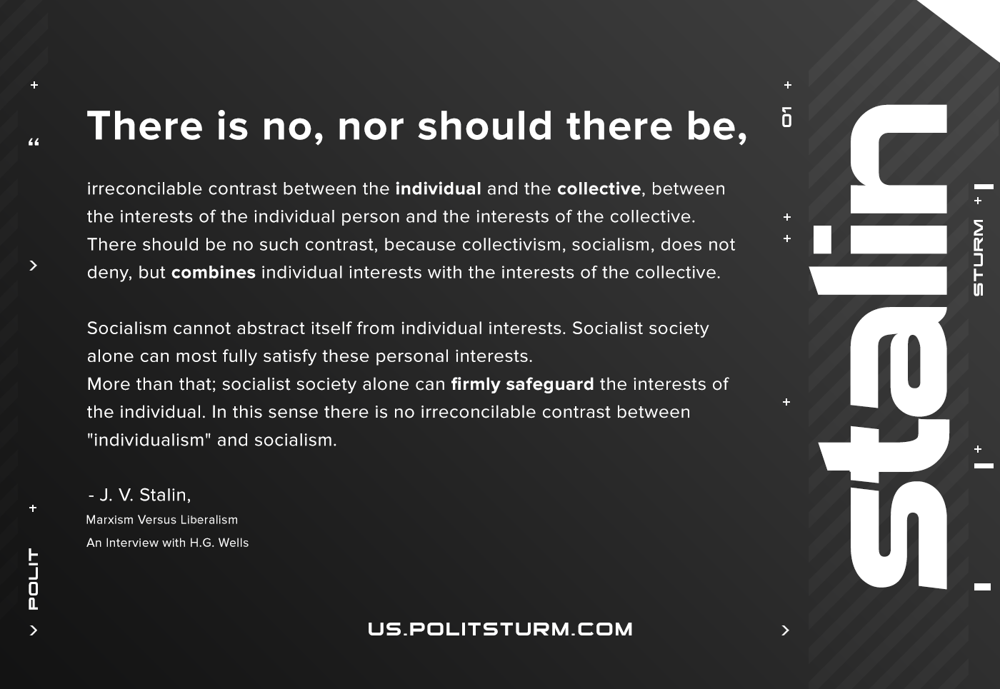 There is no, nor should there be,
“
irreconcilable contrast between the individual and the collective, between
the interests of the individual person and the interests of the collective.
There should be no such contrast, because collectivism, socialism, does not
deny, but combines individual interests with the interests of the collective.
Socialism cannot abstract itself from individual interests. Socialist society
alone can most fully satisfy these personal interests.
More than that; socialist society alone can firmly safeguard the interests of
the individual. In this sense there is no irreconcilable contrast between
"individualism" and socialism.
- J. V. Stalin,
Marxism Versus Liberalism
An Interview with H.G. Wells
POLIT
US.POLITSTURM.COM
01
stalin
STURM